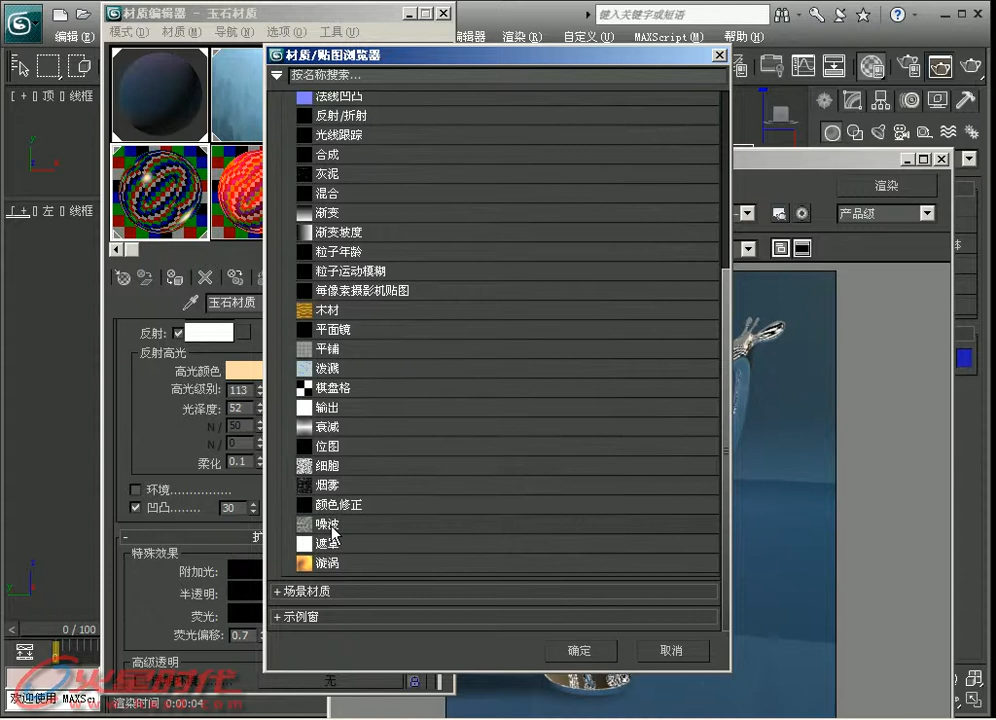 材质编辑器 - 玉石材质
模式(D) 材质(M) 导航(N) 选项(O) 工具(U)
键入关键字或短语
编辑(E)
编辑器 渲染(R) 自定义(U) MAXScript(M) 帮助(H)
材质/贴图浏览器
按名称搜索...
[ + [] 顶 [] 线框
[ + [] 左 [] 线框
法线凹凸
反射/折射
光线跟踪
合成
灰泥
混合
渐变
渐变坡度
粒子年龄
粒子运动模糊
每像素摄影机贴图
木材
平面镜
平铺
泼溅
棋盘格
输出
衰减
位图
细胞
烟雾
颜色修正
噪波
遮罩
漩涡
+ 场景材质
+ 示例窗
确定
取消
渲染
产品级
玉石材质
反射:
反射高光
高光颜色
高光级别: 113
光泽度: 52
N / 50
N / 0
柔化 0.1
环境................
凹凸........ 30
- 扩
特殊效果
附加光:
半透明:
荧光:
荧光偏移: 0.7
高级透明
无
< 0 / 100
火星时代
欢迎使用 MAXScr
渲染时间 0:00:04